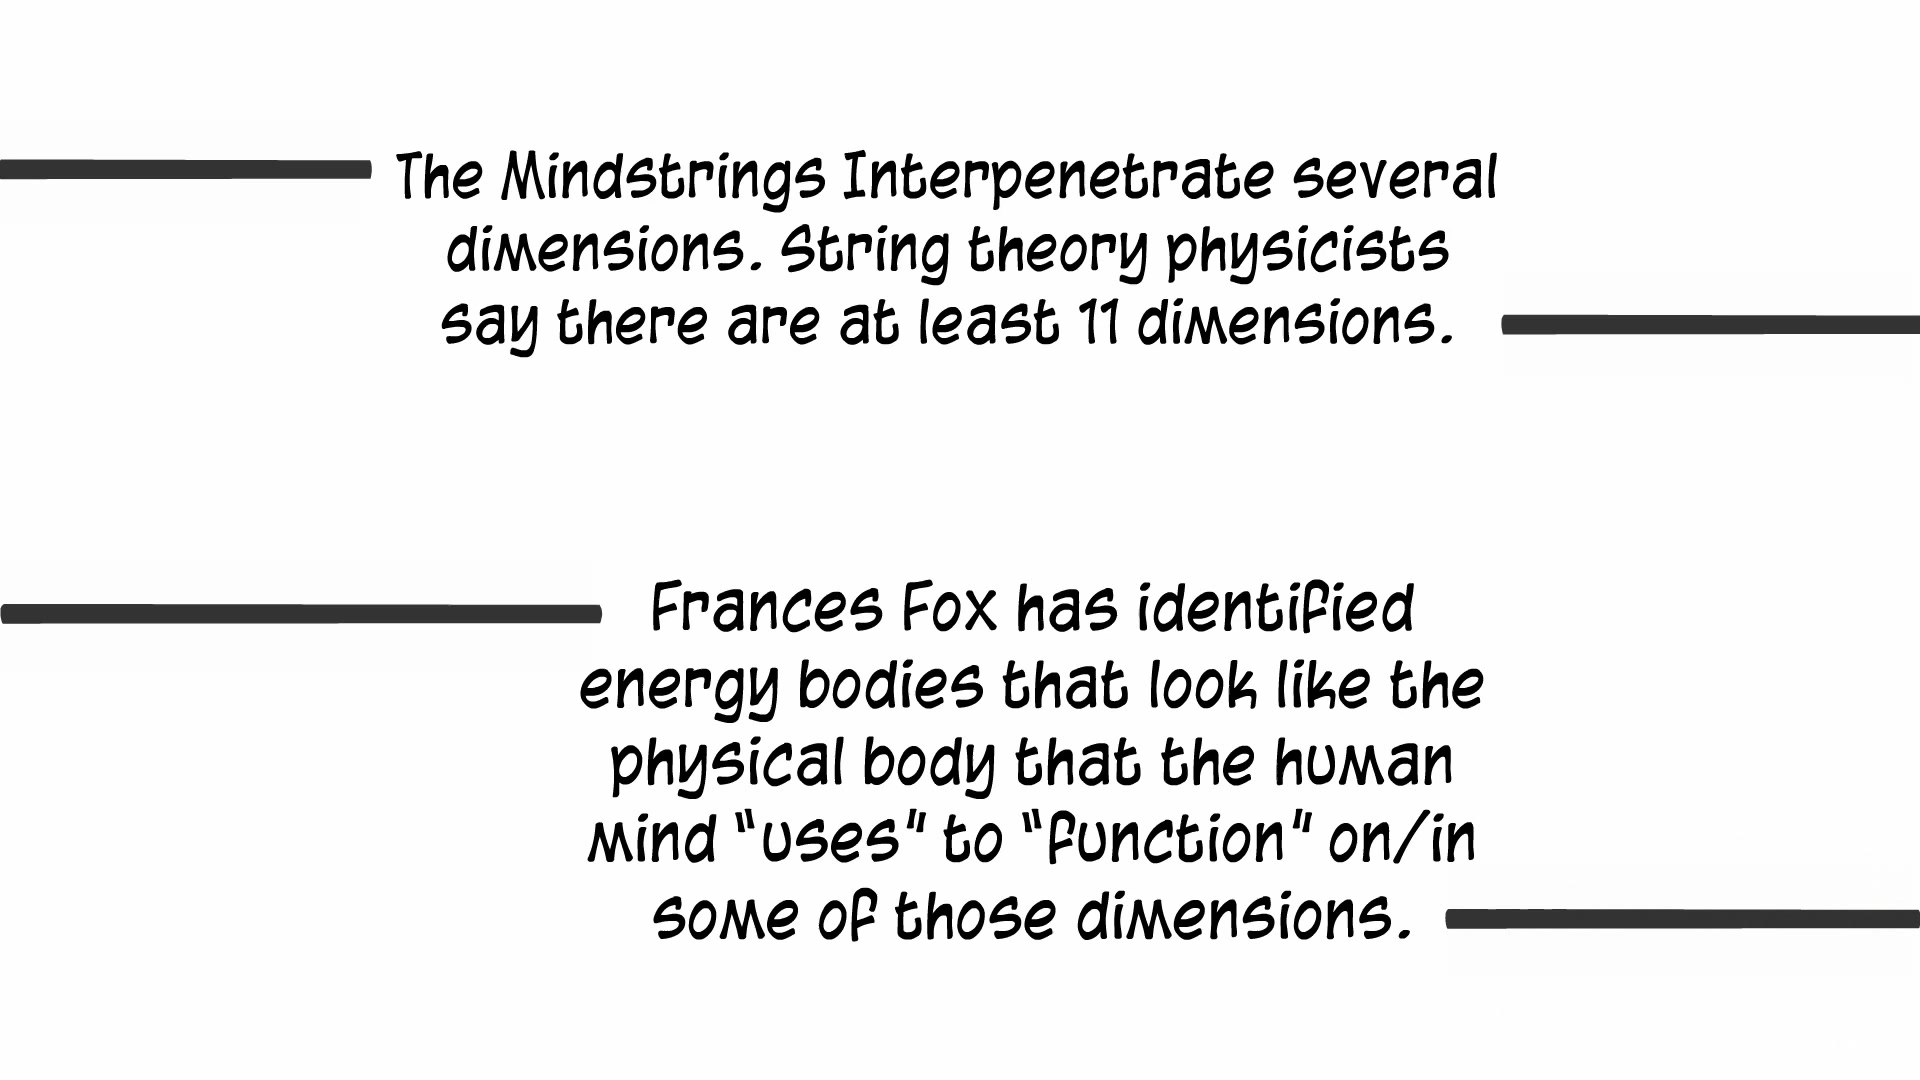 The Mindstrings Interpenetrate several
dimensions. String theory physicists
say there are at least 11 dimensions.
Frances Fox has identified
energy bodies that look like the
physical body that the human
mind “uses” to “function” on/in
some of those dimensions.